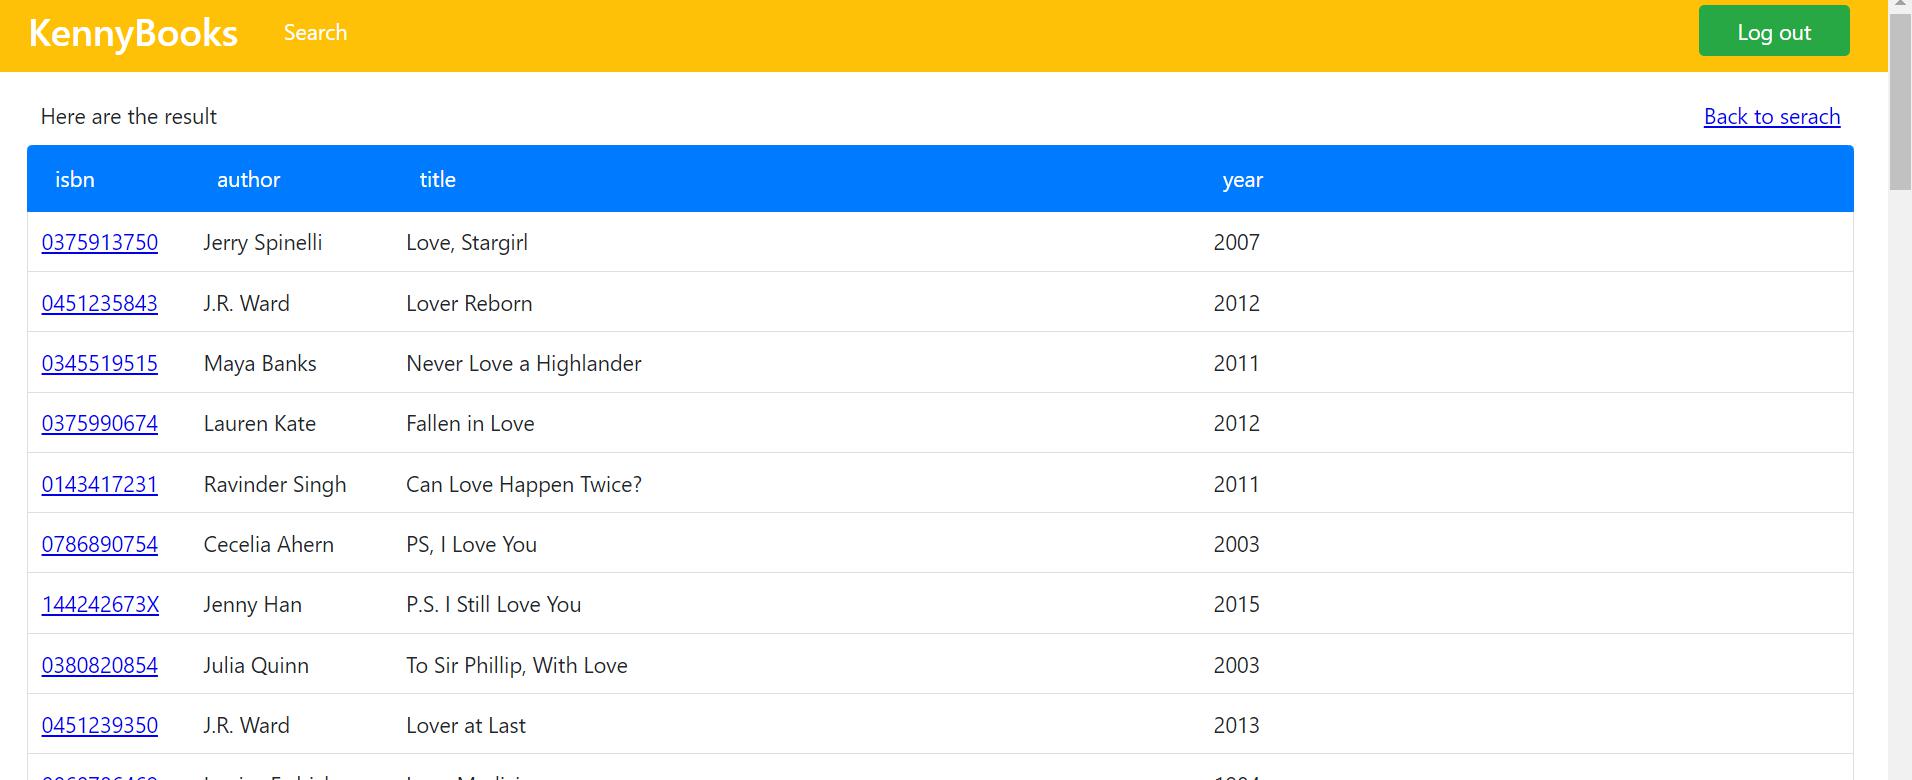 KennyBooks Search Log out
Here are the result Back to serach
isbn author title year
0375913750 Jerry Spinelli Love, Stargirl 2007
0451235843 J.R. Ward Lover Reborn 2012
0345519515 Maya Banks Never Love a Highlander 2011
0375990674 Lauren Kate Fallen in Love 2012
0143417231 Ravinder Singh Can Love Happen Twice? 2011
0786890754 Cecelia Ahern PS, I Love You 2003
144242673X Jenny Han P.S. I Still Love You 2015
0380820854 Julia Quinn To Sir Phillip, With Love 2003
0451239350 J.R. Ward Lover at Last 2013